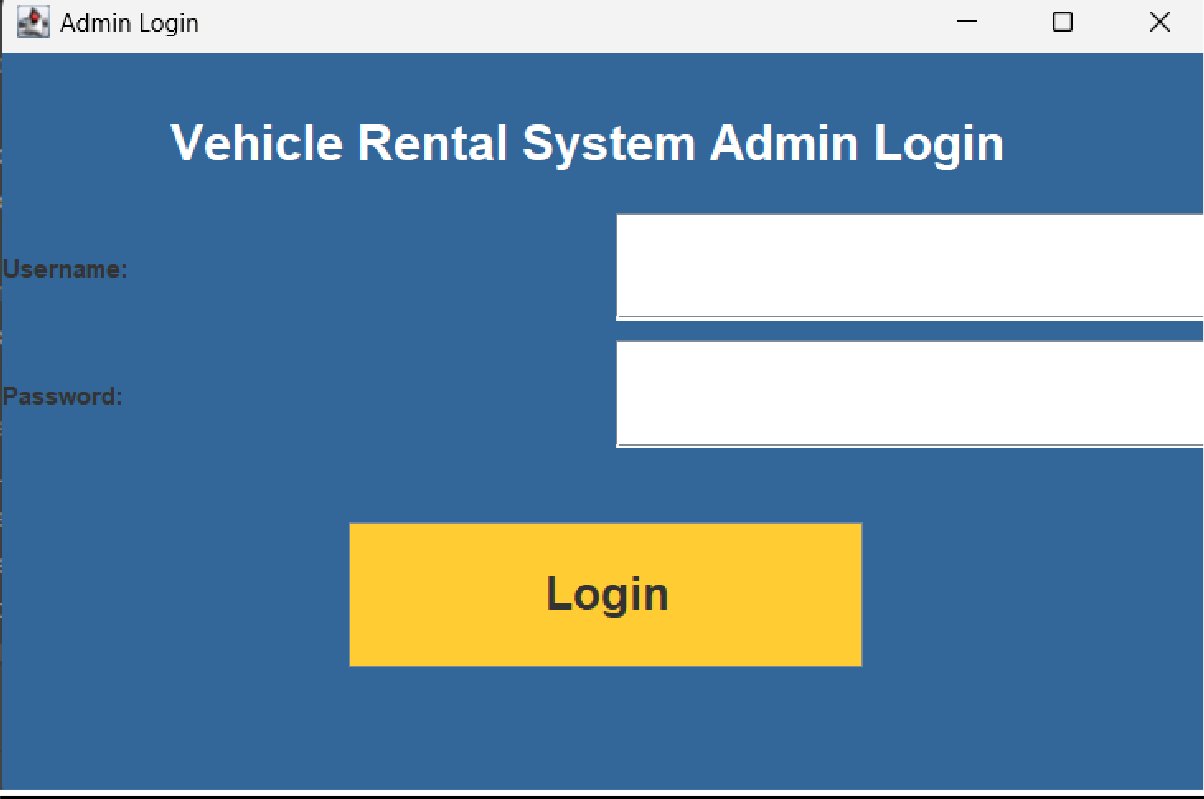 Admin Login
Vehicle Rental System Admin Login
Username:
Password:
Login